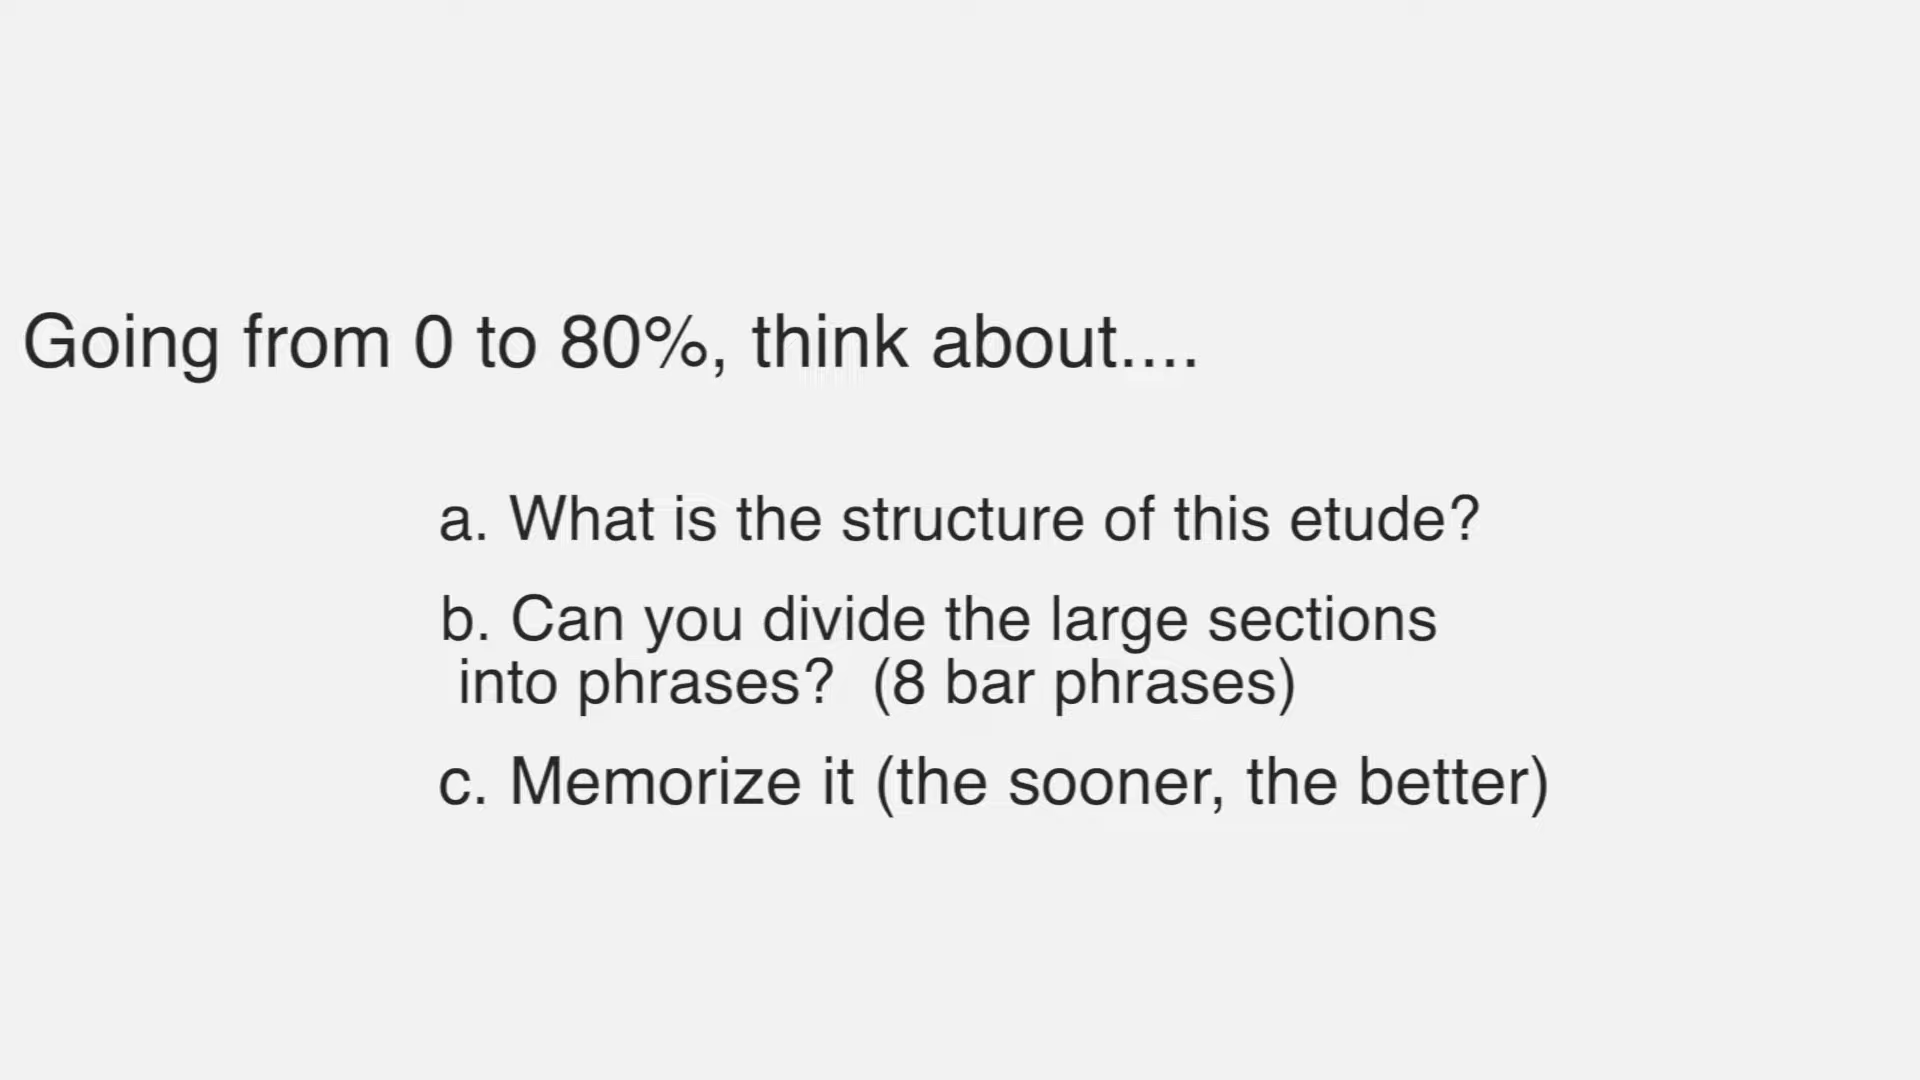 Going from 0 to 80%, think about....
a. What is the structure of this etude?
b. Can you divide the large sections
into phrases?  (8 bar phrases)
c. Memorize it (the sooner, the better)